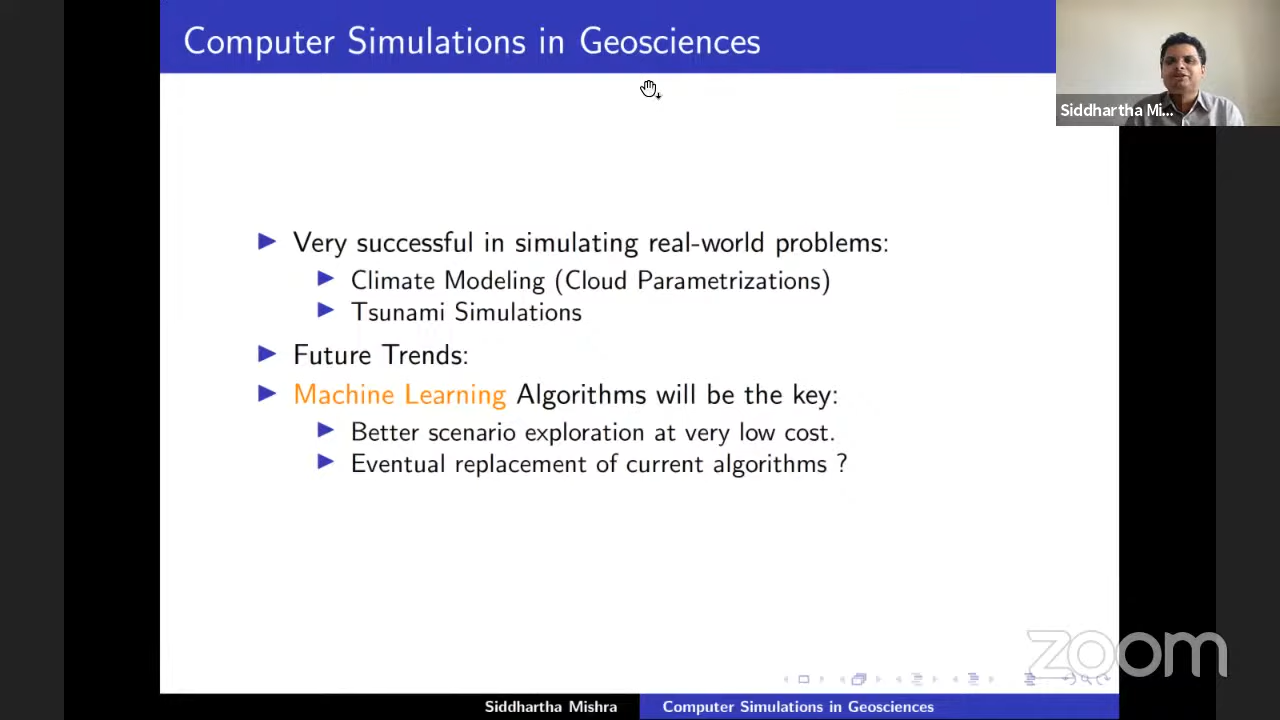 Computer Simulations in Geosciences
Siddhartha Mi...
Very successful in simulating real-world problems:
Climate Modeling (Cloud Parametrizations)
Tsunami Simulations
Future Trends:
Machine Learning Algorithms will be the key:
Better scenario exploration at very low cost.
Eventual replacement of current algorithms ?
zoom
Siddhartha Mishra
Computer Simulations in Geosciences